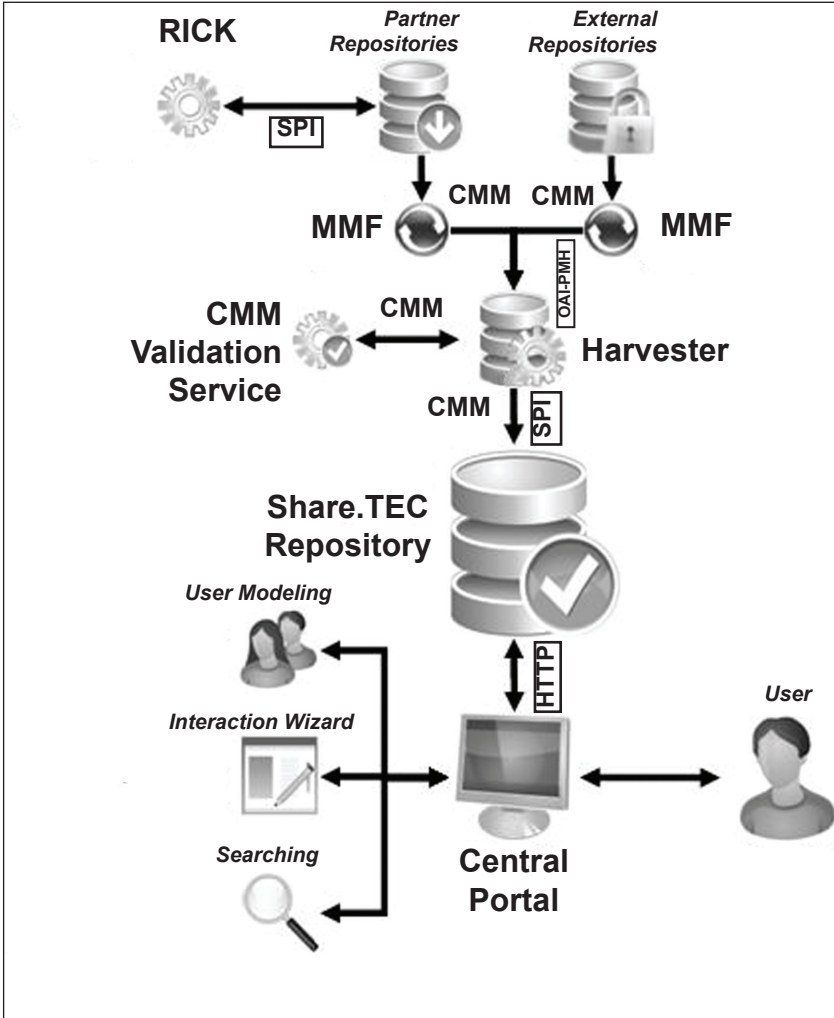 RICK
Partner
Repositories
External
Repositories
SPI
CMM
CMM
MMF
MMF
OAI-PMH
CMM
Validation
Service
CMM
Harvester
CMM
SPI
Share.TEC
Repository
User Modeling
HTTP
User
Interaction Wizard
Searching
Central
Portal